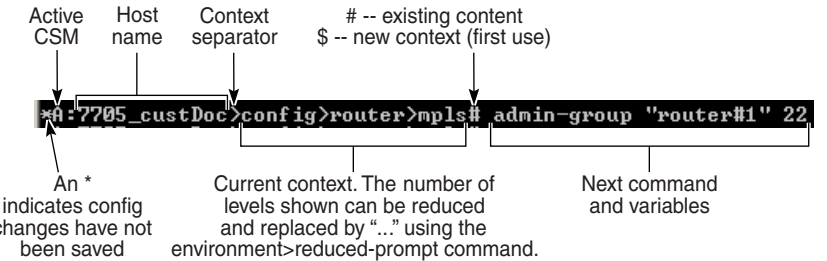 Active
CSM
Host
name
Context
separator
# -- existing content
$ -- new context (first use)
*A:7705_custDoc>config>router>mpls# admin-group "router#1" 22
An *
indicates config
changes have not
been saved
Current context. The number of
levels shown can be reduced
and replaced by “...” using the
environment>reduced-prompt command.
Next command
and variables